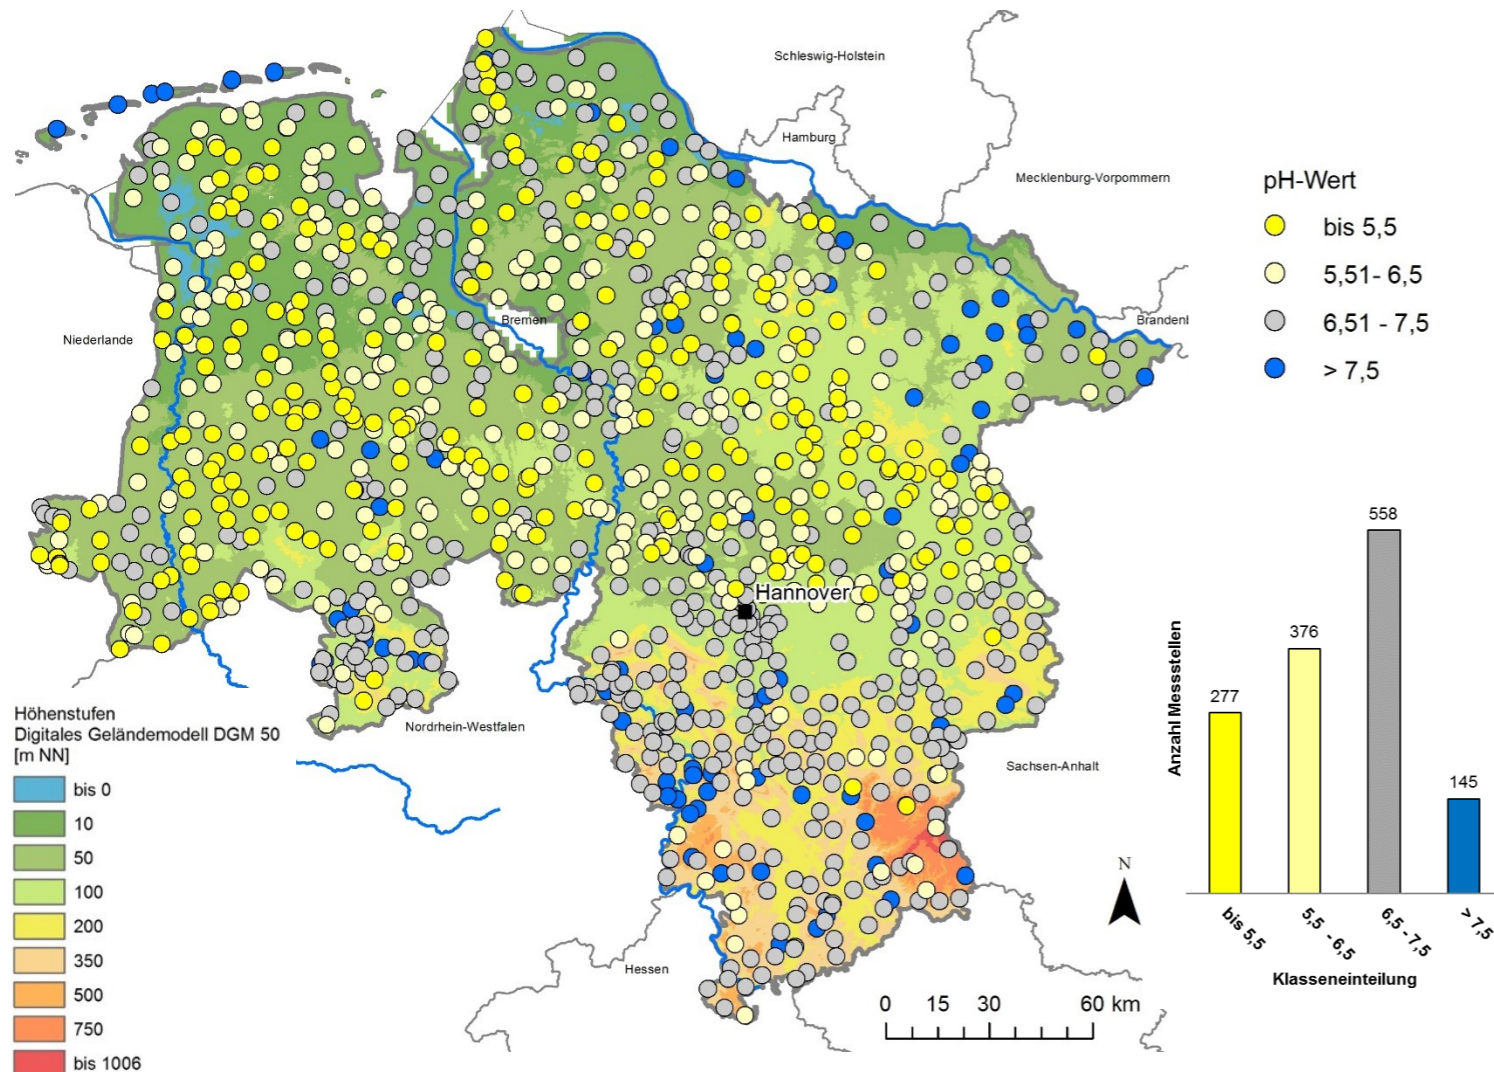 Schleswig-Holstein
Hamburg
Mecklenburg-Vorpommern
Niederlande
Bremen
Hannover
Nordrhein-Westfalen
Sachsen-Anhalt
Hessen
N
0 15 30 60 km
pH-Wert
bis 5,5
5,51- 6,5
6,51 - 7,5
> 7,5
Höhenstufen
Digitales Geländemodell DGM 50
[m NN]
bis 0
10
50
100
200
350
500
750
bis 1006
Anzahl Messstellen
277
376
558
145
bis 5,5
5,5 - 6,5
6,5 - 7,5
> 7,5
Klasseneinteilung